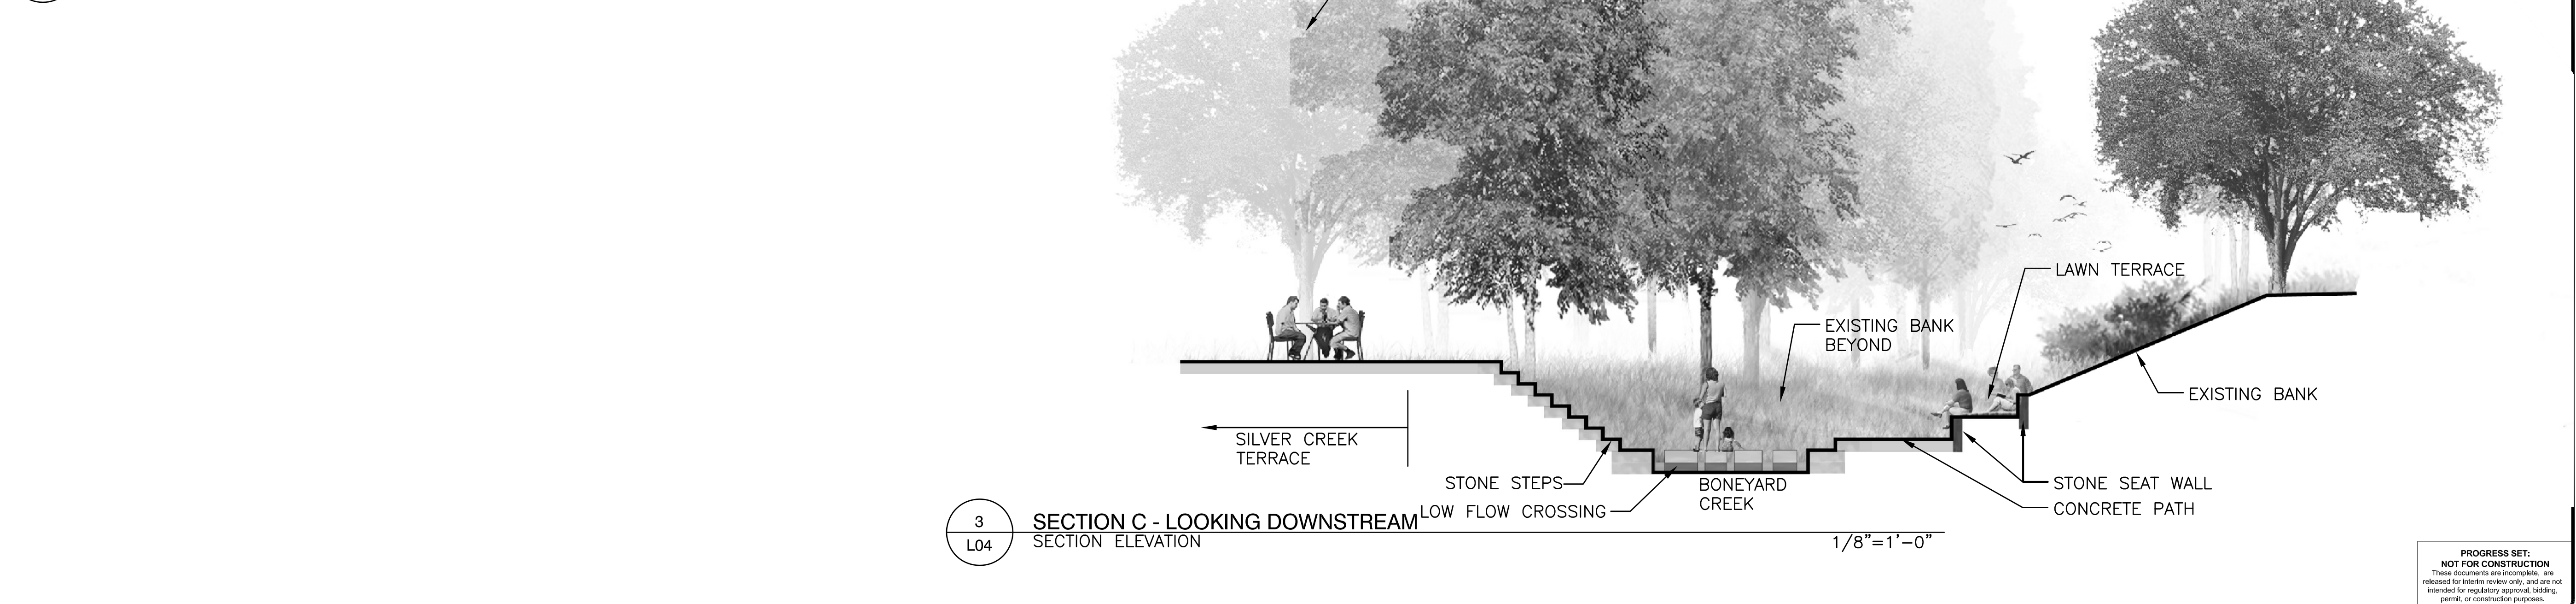 LAWN TERRACE
EXISTING BANK
BEYOND
EXISTING BANK
SILVER CREEK
TERRACE
STONE STEPS
BONEYARD
CREEK
STONE SEAT WALL
LOW FLOW CROSSING
CONCRETE PATH
3
L04
SECTION C - LOOKING DOWNSTREAM
SECTION ELEVATION
1/8"=1'-0"
PROGRESS SET:
NOT FOR CONSTRUCTION
These documents are incomplete, are
released for interim review only, and are not
intended for regulatory approval, bidding,
permit, or construction purposes.